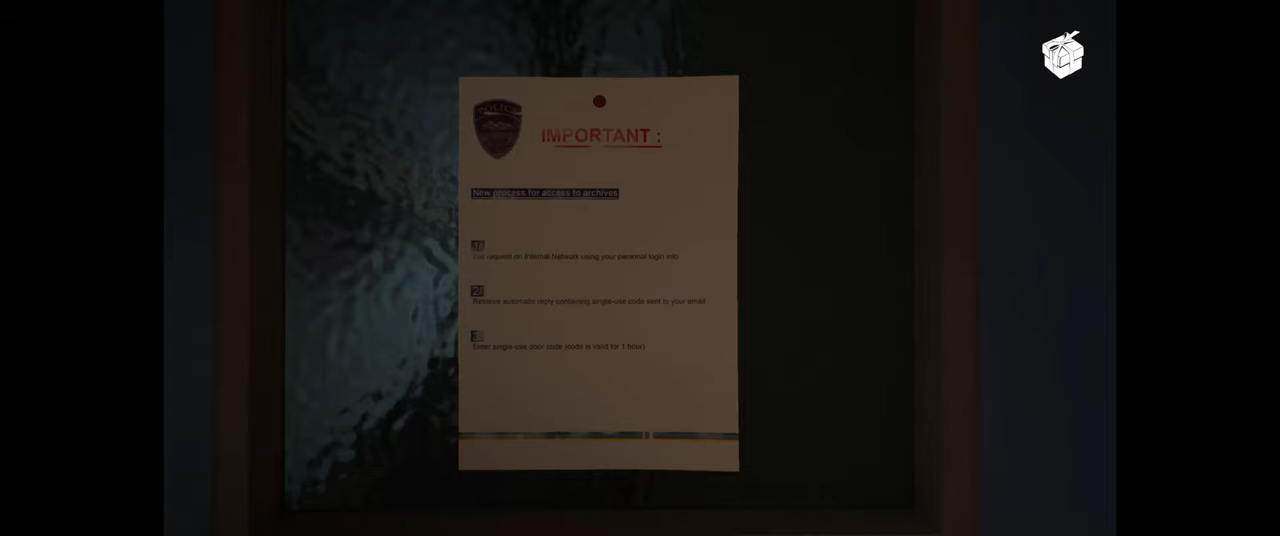 POLICE
IMPORTANT :
New process for access to archives
1/
File request on Internal Network using your personal login info
2/
Retrieve automatic reply containing single-use code sent to your email
3/
Enter single-use door code (code is valid for 1 hour)